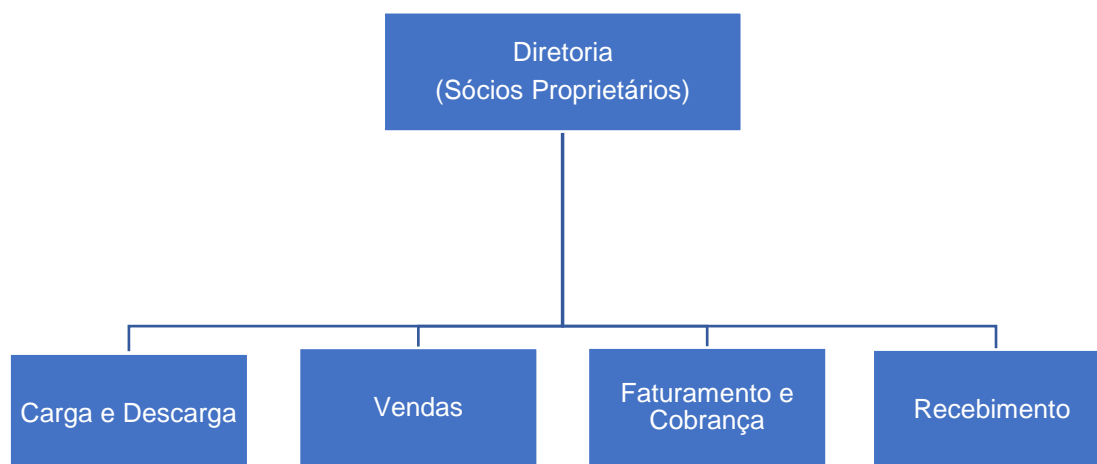 Diretoria
(Sócios Proprietários)
Carga e Descarga
Vendas
Faturamento e
Cobrança
Recebimento